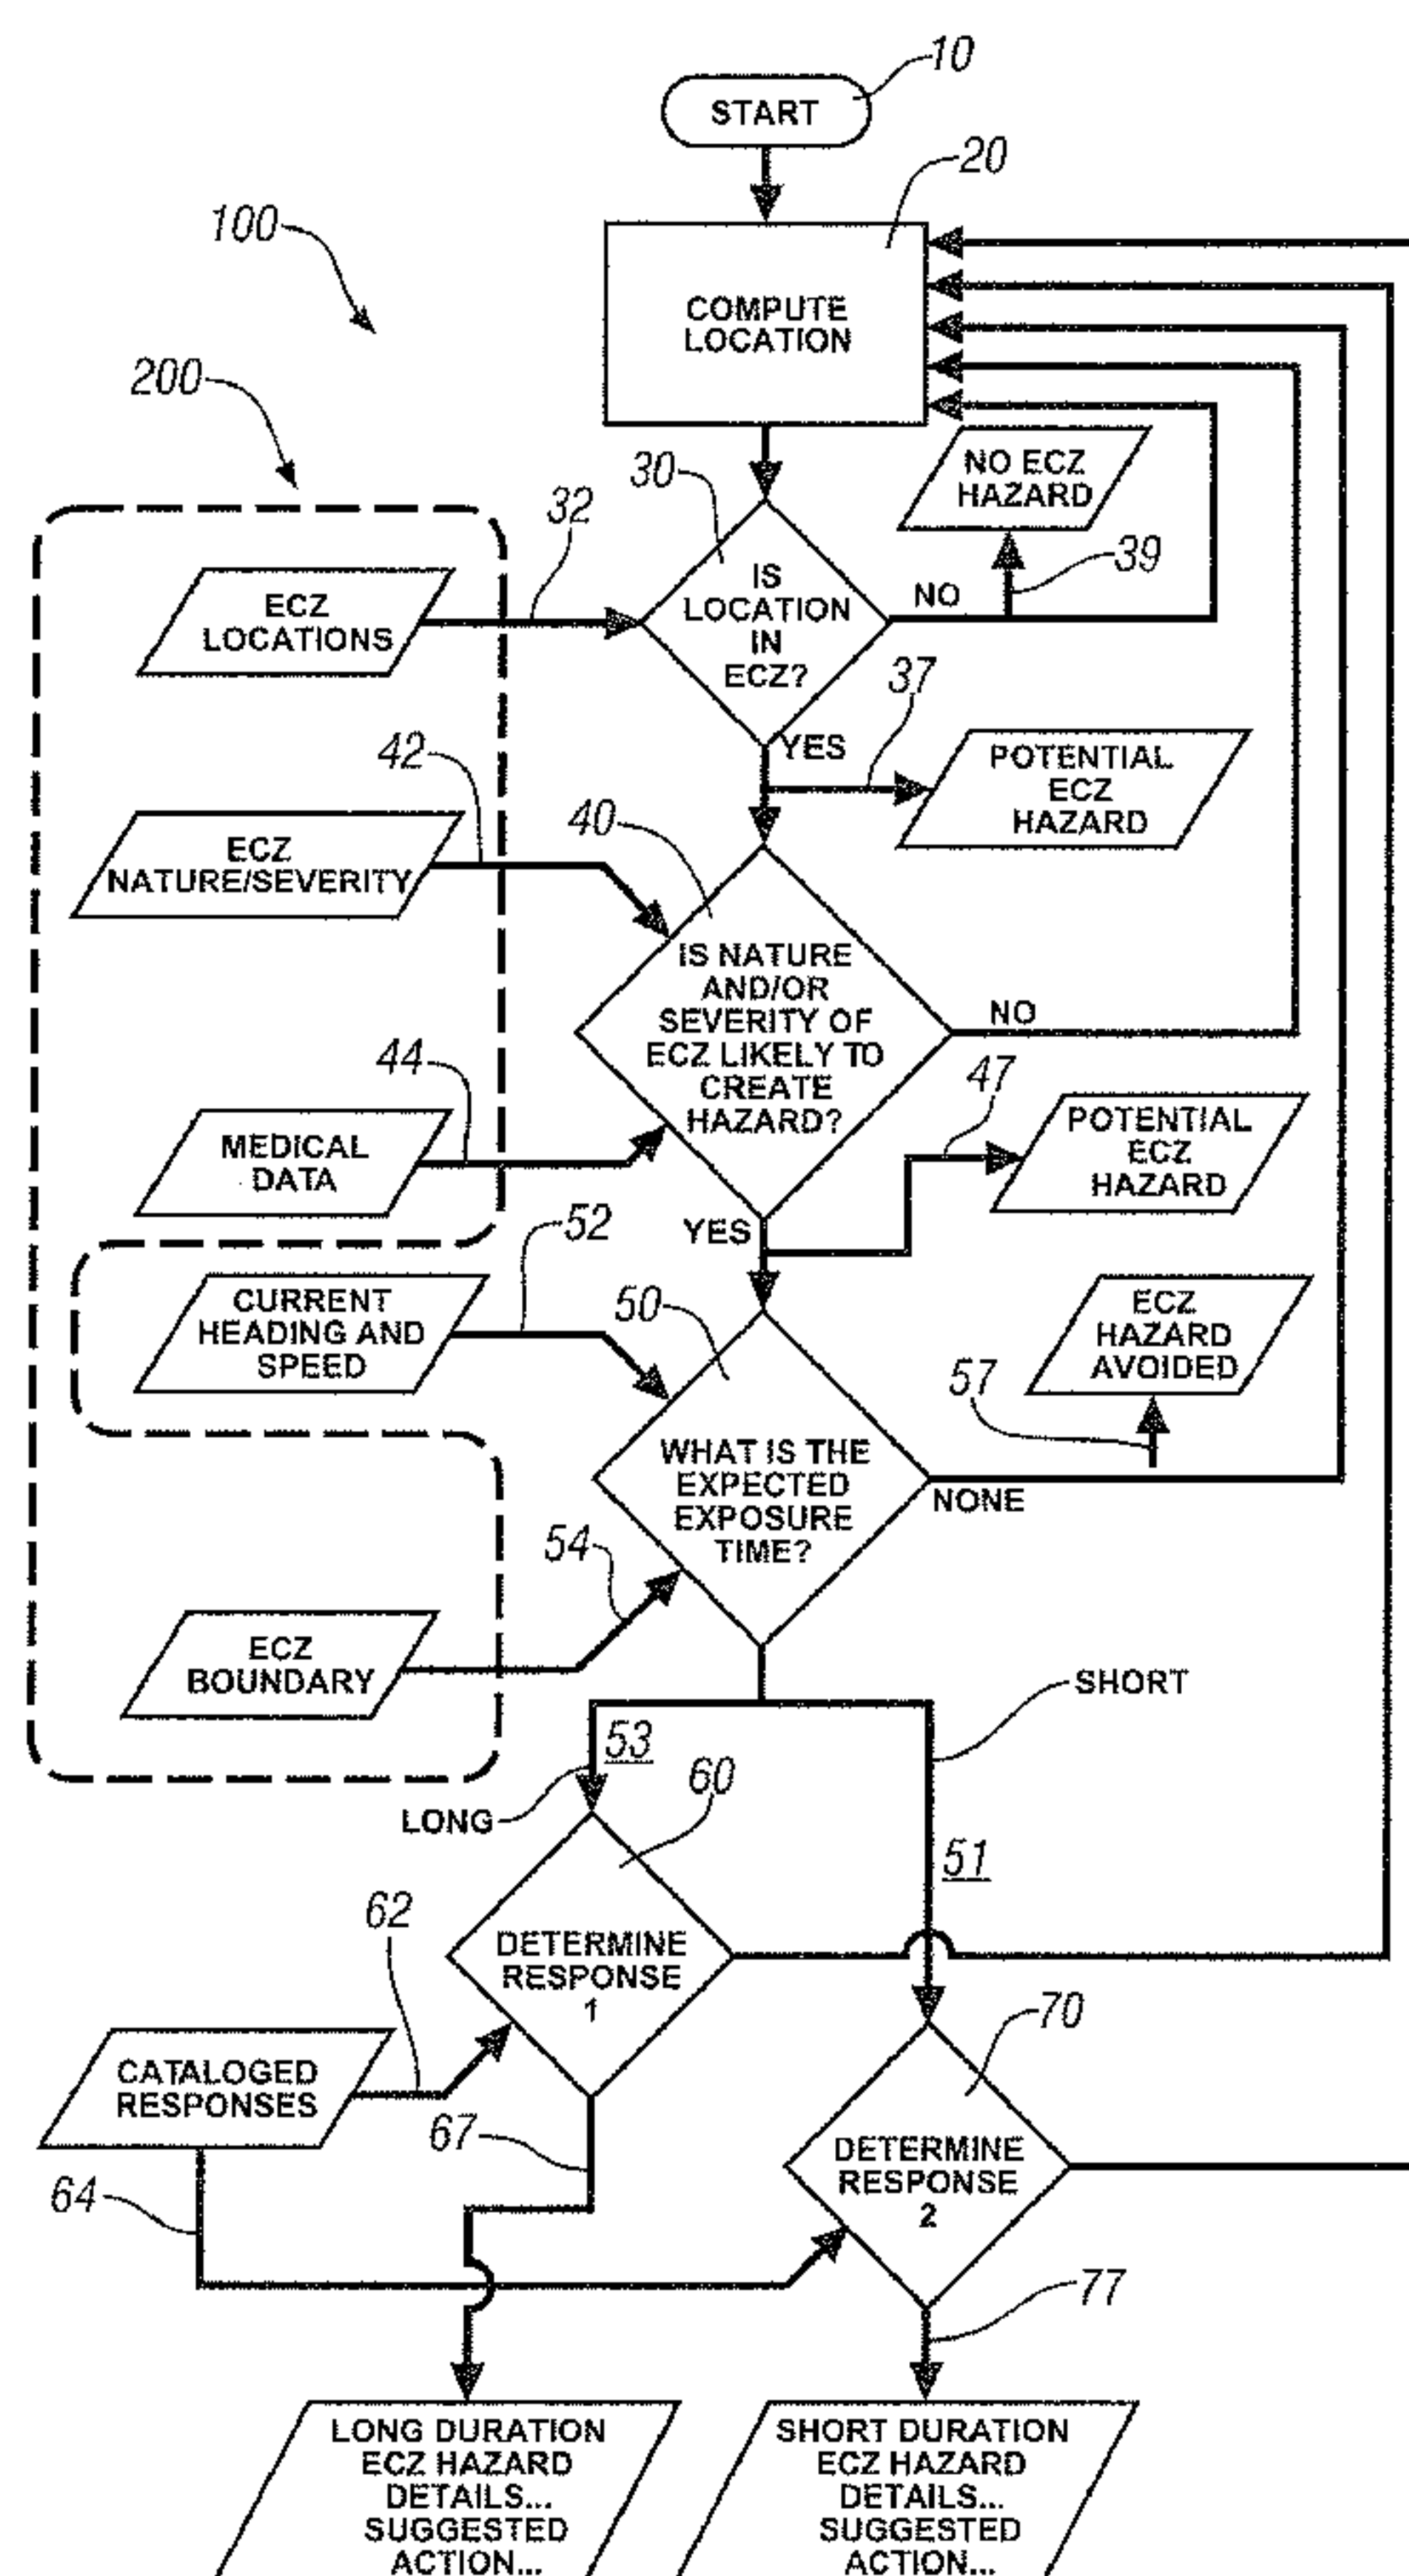 10
START
20
100
COMPUTE
LOCATION
200
30
NO ECZ
HAZARD
32
39
IS
LOCATION
IN
ECZ?
NO
ECZ
LOCATIONS
37
YES
42
POTENTIAL
ECZ
HAZARD
40
ECZ
NATURE/SEVERITY
IS NATURE
AND/OR
SEVERITY OF
ECZ LIKELY TO
CREATE
HAZARD?
NO
44
47
MEDICAL
DATA
POTENTIAL
ECZ
HAZARD
YES
52
50
CURRENT
HEADING AND
SPEED
ECZ
HAZARD
AVOIDED
57
WHAT IS THE
EXPECTED
EXPOSURE
TIME?
NONE
54
ECZ
BOUNDARY
SHORT
53
60
LONG
51
62
DETERMINE
RESPONSE
1
70
CATALOGED
RESPONSES
67
64
DETERMINE
RESPONSE
2
77
LONG DURATION
ECZ HAZARD
DETAILS...
SUGGESTED
ACTION...
SHORT DURATION
ECZ HAZARD
DETAILS...
SUGGESTED
ACTION...